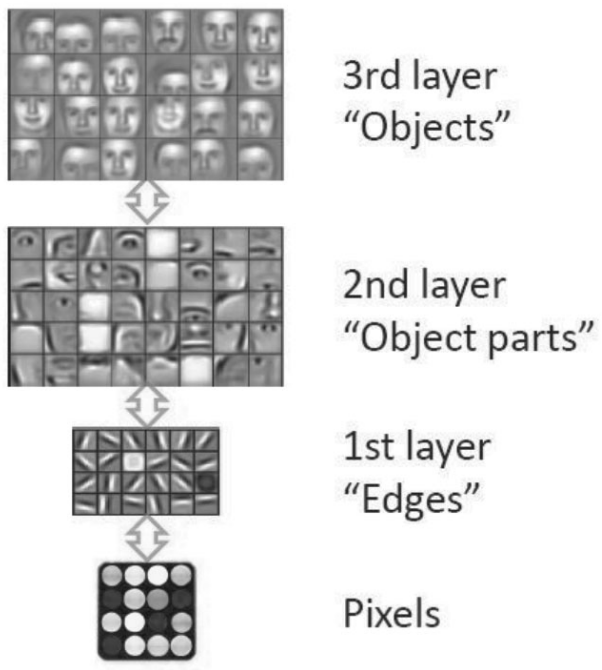 3rd layer
“Objects”
2nd layer
“Object parts”
1st layer
“Edges”
Pixels